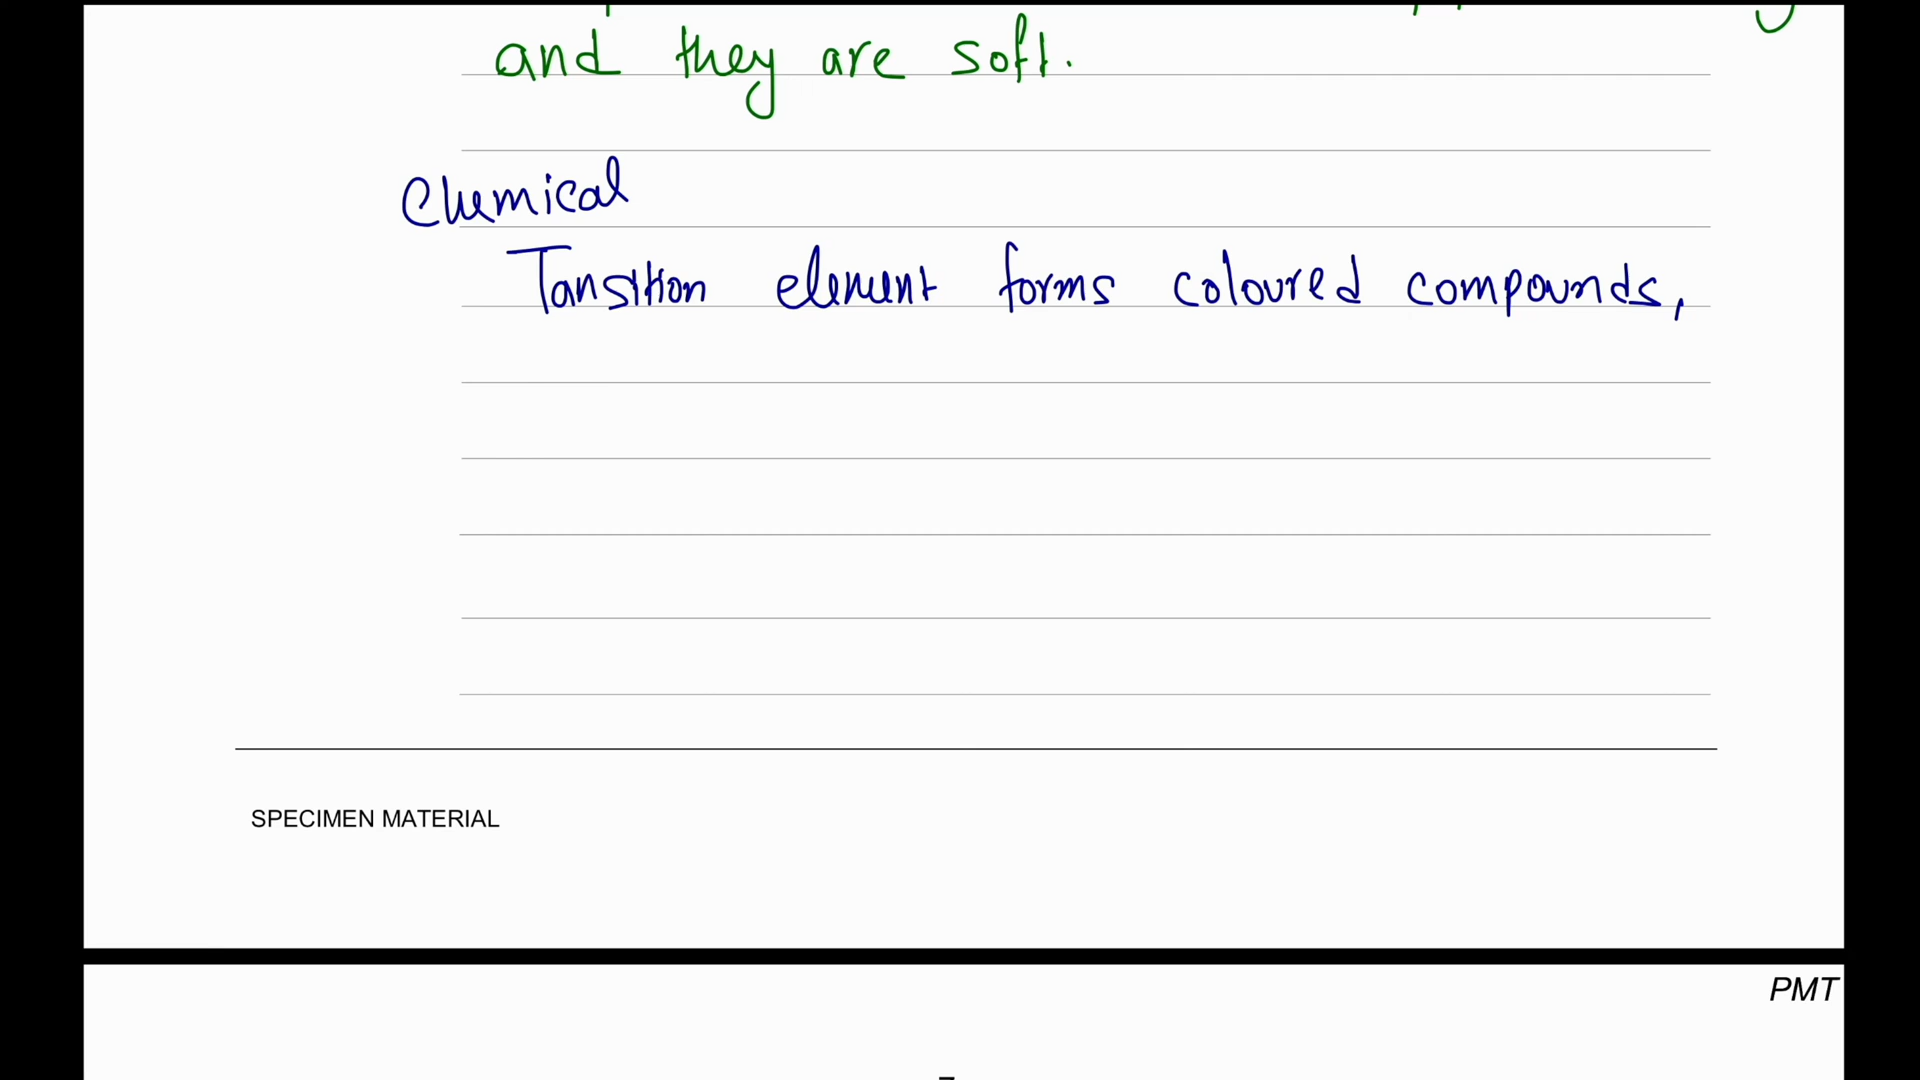 and they are soft.
Chemical
Tansition element forms coloured compounds,
SPECIMEN MATERIAL
PMT